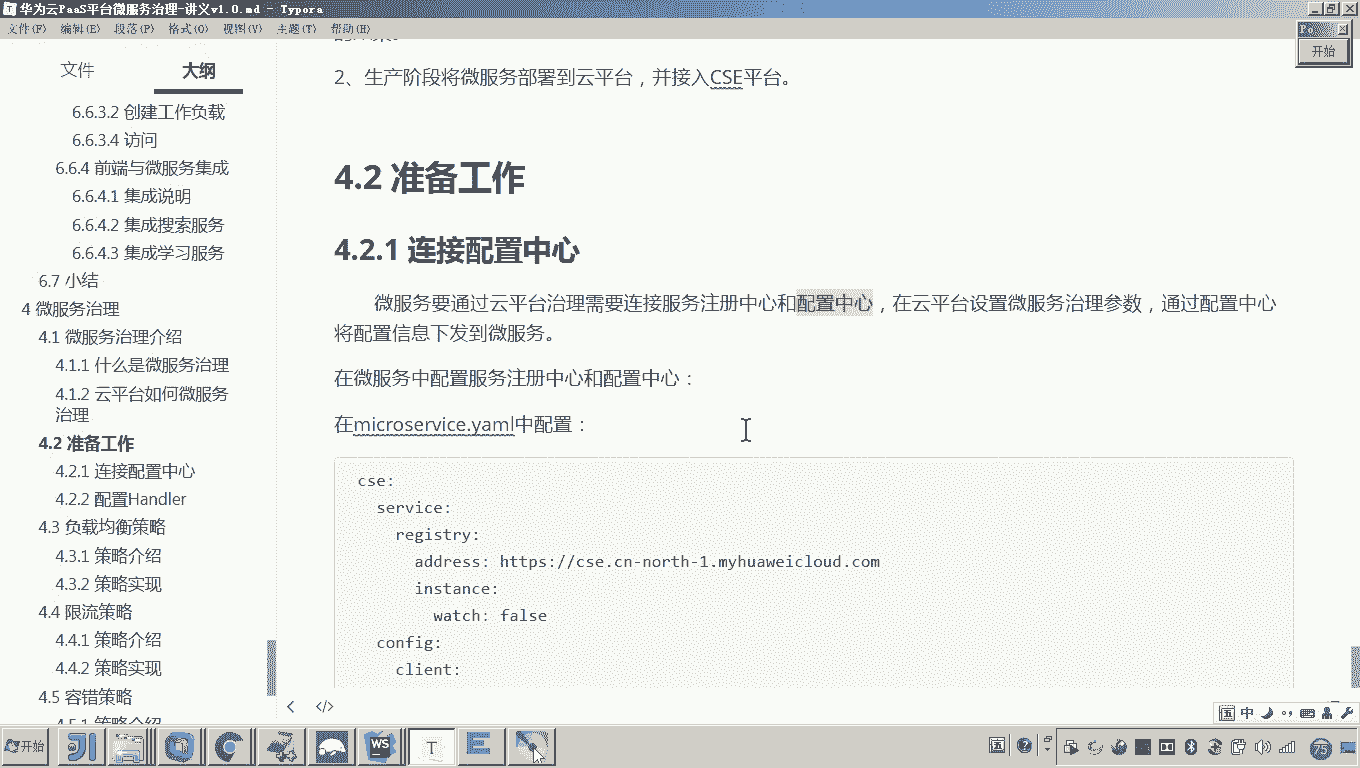 华为云PaaS平台微服务治理-讲义v1.0.md - Typora
文件(F) 编辑(E) 段落(P) 格式(O) 视图(V) 主题(T) 帮助(H)
Po
开始
文件 大纲
6.6.3.2 创建工作负载
6.6.3.4 访问
6.6.4 前端与微服务集成
6.6.4.1 集成说明
6.6.4.2 集成搜索服务
6.6.4.3 集成学习服务
6.7 小结
4 微服务治理
4.1 微服务治理介绍
4.1.1 什么是微服务治理
4.1.2 云平台如何微服务
治理
4.2 准备工作
4.2.1 连接配置中心
4.2.2 配置Handler
4.3 负载均衡策略
4.3.1 策略介绍
4.3.2 策略实现
4.4 限流策略
4.4.1 策略介绍
4.4.2 策略实现
4.5 容错策略
4.5.1 策略介绍
2、生产阶段将微服务部署到云平台，并接入CSE平台。
4.2 准备工作
4.2.1 连接配置中心
微服务要通过云平台治理需要连接服务注册中心和配置中心，在云平台设置微服务治理参数，通过配置中心
将配置信息下发到微服务。
在微服务中配置服务注册中心和配置中心：
在microservice.yaml中配置：
cse:
service:
registry:
address: https://cse.cn-north-1.myhuaweicloud.com
instance:
watch: false
config:
client:
</>
中
开始
WS
T
E
75